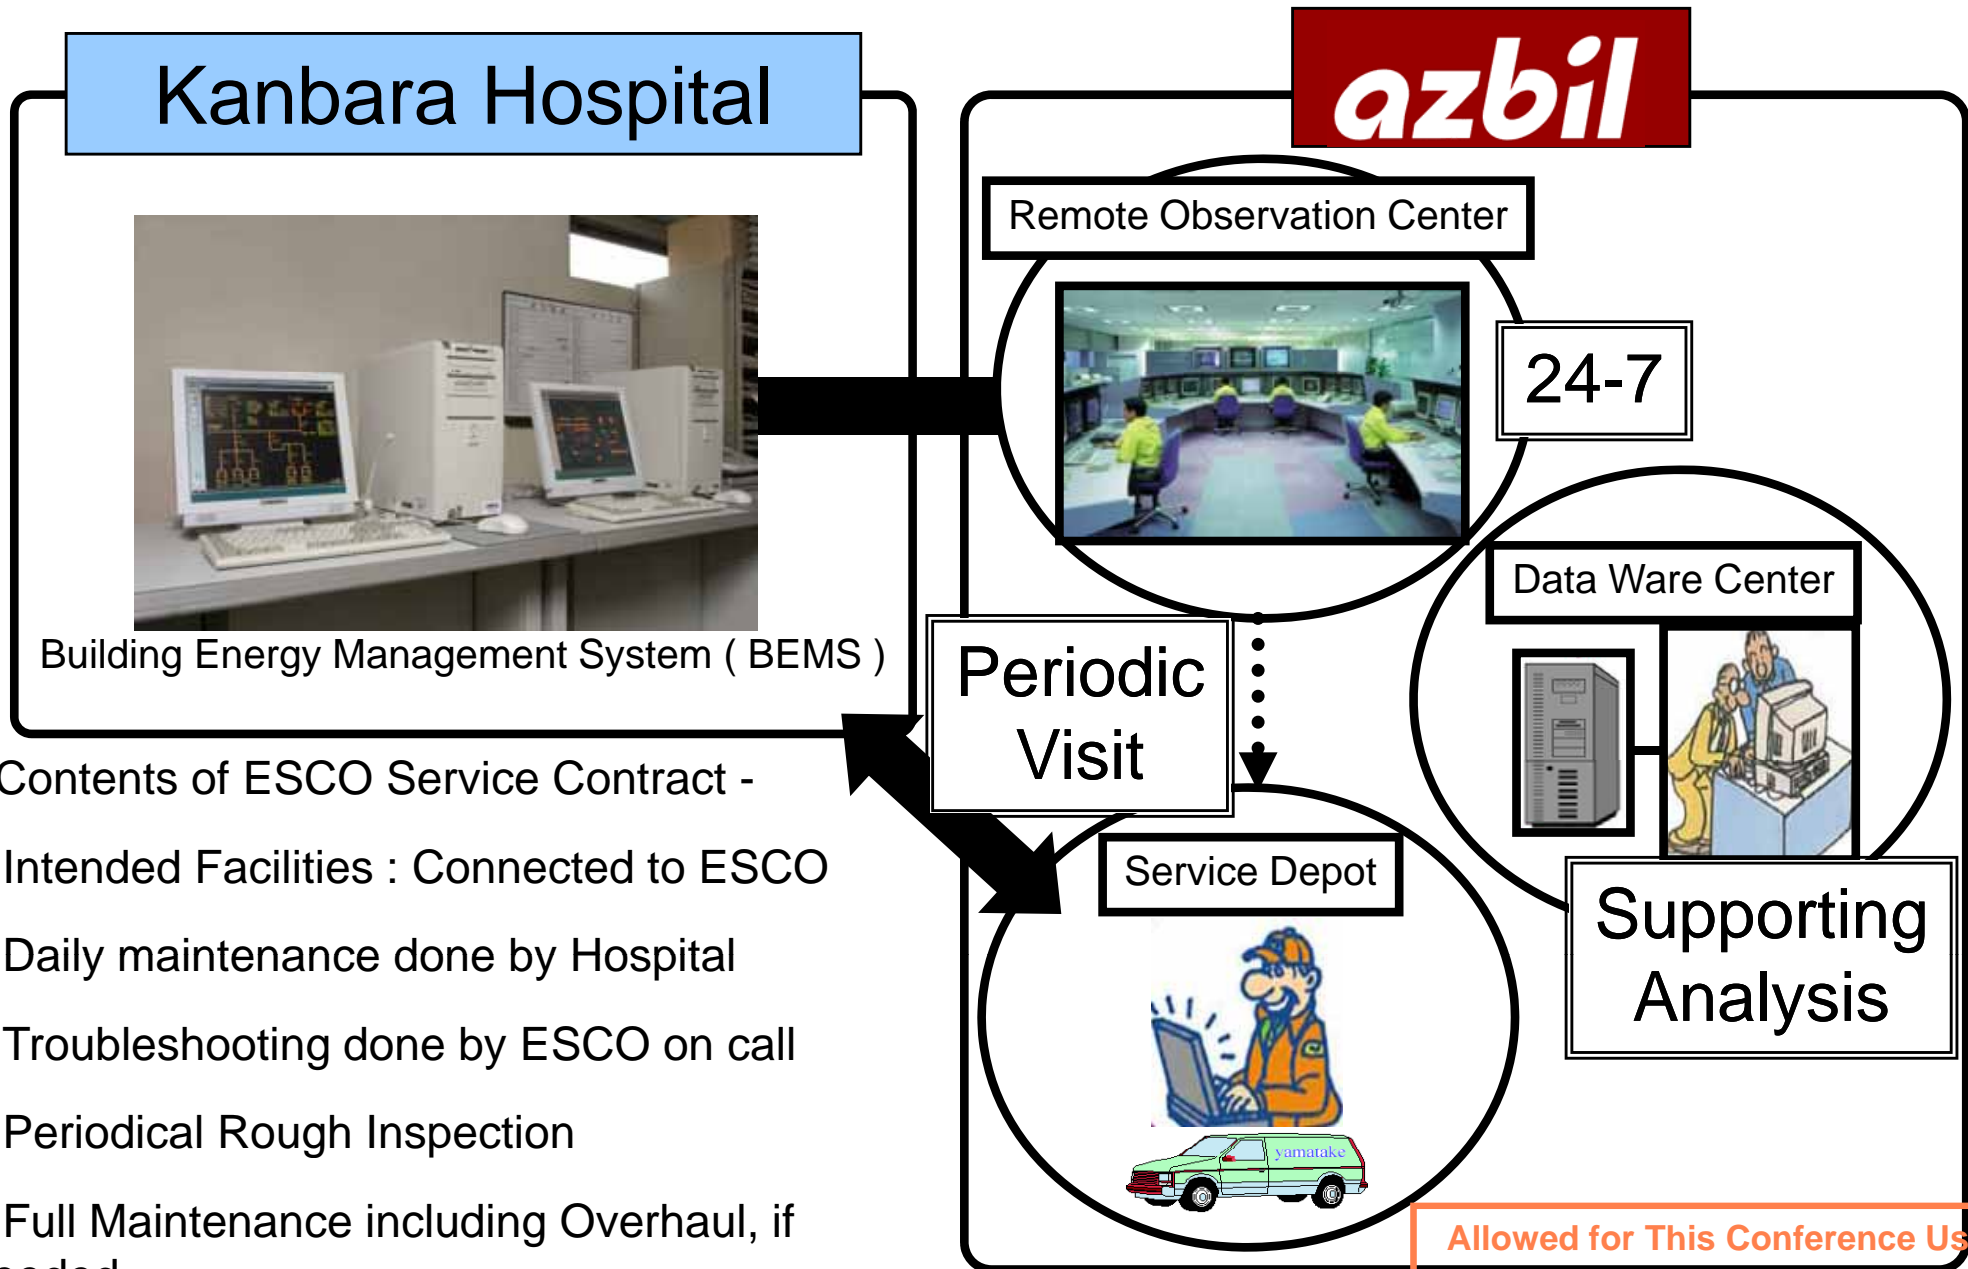 Kanbara Hospital
azbil
Remote Observation Center
24-7
Data Ware Center
Building Energy Management System ( BEMS )
Periodic
Visit
Service Depot
Supporting
Analysis
yamatake
Contents of ESCO Service Contract -
Intended Facilities : Connected to ESCO
Daily maintenance done by Hospital
Troubleshooting done by ESCO on call
Periodical Rough Inspection
Full Maintenance including Overhaul, if
Allowed for This Conference Us